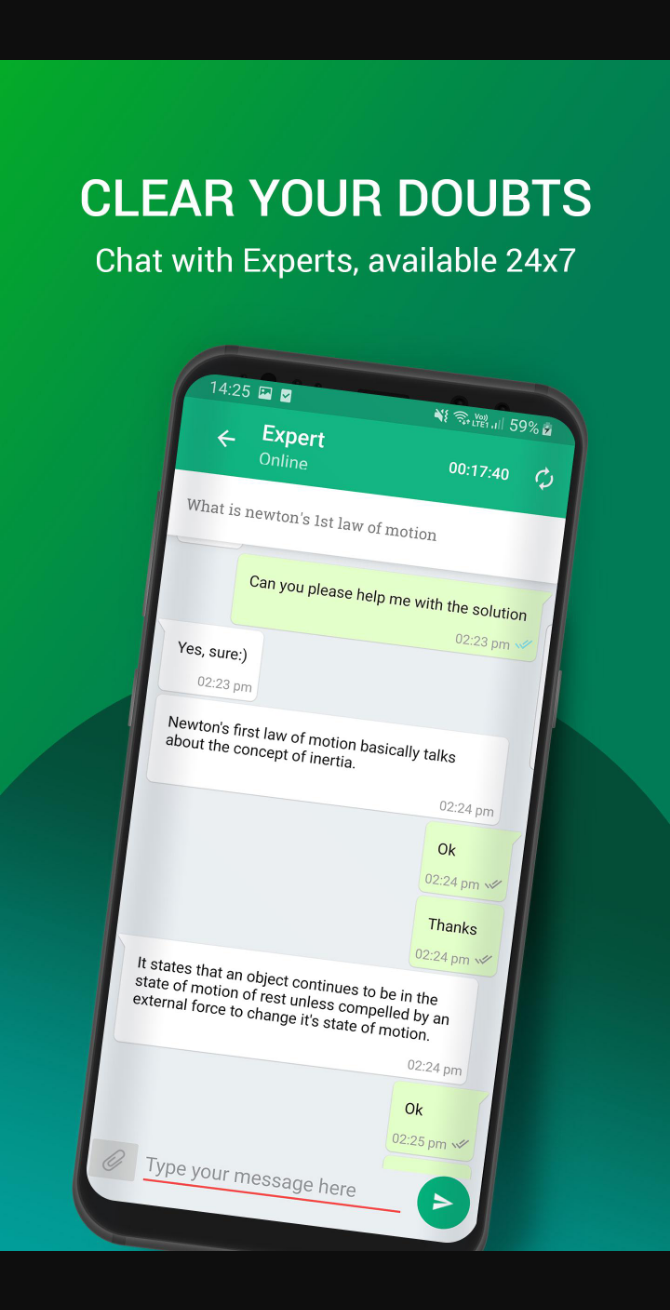 CLEAR YOUR DOUBTS
Chat with Experts, available 24x7
14:25
Vo))
LTE1
59%
Expert
Online
00:17:40
What is newton's 1st law of motion
Can you please help me with the solution
02:23 pm
Yes, sure:)
02:23 pm
Newton's first law of motion basically talks
about the concept of inertia.
02:24 pm
Ok
02:24 pm
Thanks
02:24 pm
It states that an object continues to be in the
state of motion of rest unless compelled by an
external force to change it's state of motion.
02:24 pm
Ok
02:25 pm
Type your message here